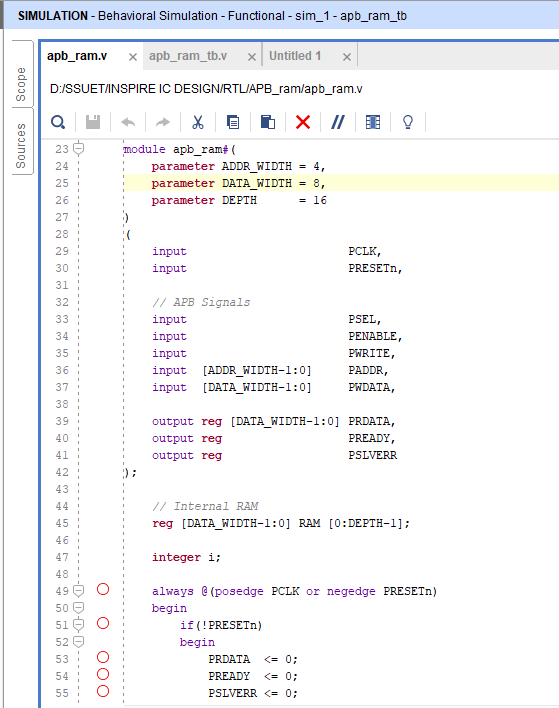 SIMULATION - Behavioral Simulation - Functional - sim_1 - apb_ram_tb
Scope
Sources
apb_ram.v × apb_ram_tb.v × Untitled 1 ×
D:/SSUET/INSPIRE IC DESIGN/RTL/APB_ram/apb_ram.v
23 module apb_ram#(
24 parameter ADDR_WIDTH = 4,
25 parameter DATA_WIDTH = 8,
26 parameter DEPTH = 16
27 )
28 (
29 input PCLK,
30 input PRESETn,
31
32 // APB Signals
33 input PSEL,
34 input PENABLE,
35 input PWRITE,
36 input [ADDR_WIDTH-1:0] PADDR,
37 input [DATA_WIDTH-1:0] PWDATA,
38
39 output reg [DATA_WIDTH-1:0] PRDATA,
40 output reg PREADY,
41 output reg PSLVERR
42 );
43
44 // Internal RAM
45 reg [DATA_WIDTH-1:0] RAM [0:DEPTH-1];
46
47 integer i;
48
49 always @(posedge PCLK or negedge PRESETn)
50 begin
51 if(!PRESETn)
52 begin
53 PRDATA <= 0;
54 PREADY <= 0;
55 PSLVERR <= 0;